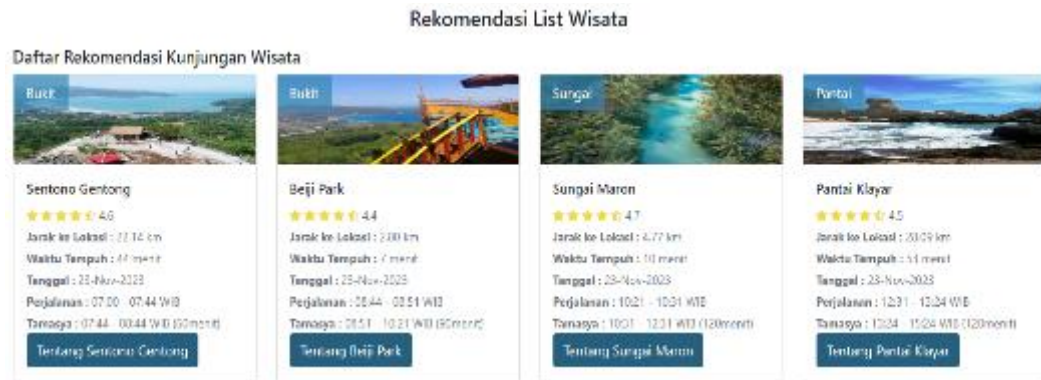 Rekomendasi List Wisata
Daftar Rekomendasi Kunjungan Wisata
Bukit
Sentono Gentong
4.6
Jarak ke Lokasi : 22.14 km
Waktu Tempuh : 44 menit
Tanggal : 23-Nov-2023
Perjalanan : 07:00 - 07:44 WIB
Tamasya : 07:44 - WIB (60menit)
Tentang Sentono Gentong
Bukit
Beiji Park
4.4
Jarak ke Lokasi : km
Waktu Tempuh : 7 menit
Tanggal : 23-Nov-2023
Perjalanan : 08:44 - 08:51 WIB
Tamasya : 08:51 - 10:21 WIB (90menit)
Tentang Beiji Park
Sungai
Sungai Maron
4.7
Jarak ke Lokasi : 4.77 km
Waktu Tempuh : 10 menit
Tanggal : 23-Nov-2023
Perjalanan : 10:21 - 10:31 WIB
Tamasya : 10:31 - 12:31 WIB (120menit)
Tentang Sungai Maron
Pantai
Pantai Klayar
4.5
Jarak ke Lokasi : km
Waktu Tempuh : 53 menit
Tanggal : 23-Nov-2023
Perjalanan : 12:31 - 13:24 WIB
Tamasya : 13:24 - 15:24 WIB (120menit)
Tentang Pantai Klayar